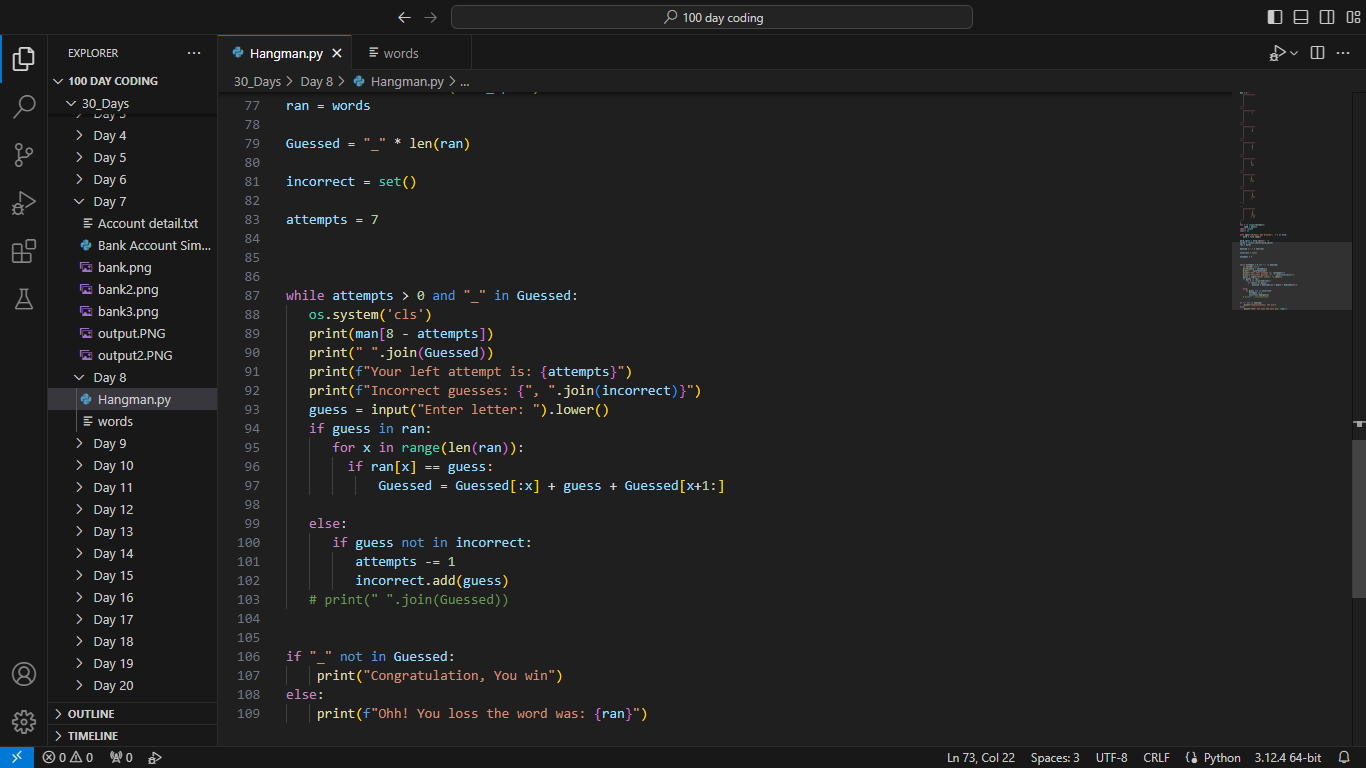 100 day coding
EXPLORER
Hangman.py
words
100 DAY CODING
30_Days > Day 8 > Hangman.py > ...
30_Days
Day 4
Day 5
Day 6
Day 7
Account detail.txt
Bank Account Sim...
bank.png
bank2.png
bank3.png
output.PNG
output2.PNG
Day 8
Hangman.py
words
Day 9
Day 10
Day 11
Day 12
Day 13
Day 14
Day 15
Day 16
Day 17
Day 18
Day 19
Day 20
OUTLINE
TIMELINE
77 ran = words
78
79 Guessed = "_" * len(ran)
80
81 incorrect = set()
82
83 attempts = 7
84
85
86
87 while attempts > 0 and "_" in Guessed:
88 os.system('cls')
89 print(man[8 - attempts])
90 print(" ".join(Guessed))
91 print(f"Your left attempt is: {attempts}")
92 print(f"Incorrect guesses: {", ".join(incorrect)}")
93 guess = input("Enter letter: ").lower()
94 if guess in ran:
95 for x in range(len(ran)):
96 if ran[x] == guess:
97 Guessed = Guessed[:x] + guess + Guessed[x+1:]
98
99 else:
100 if guess not in incorrect:
101 attempts -= 1
102 incorrect.add(guess)
103 # print(" ".join(Guessed))
104
105
106 if "_" not in Guessed:
107 print("Congratulation, You win")
108 else:
109 print(f"Ohh! You loss the word was: {ran}")
0 0 0 Ln 73, Col 22 Spaces: 3 UTF-8 CRLF Python 3.12.4 64-bit